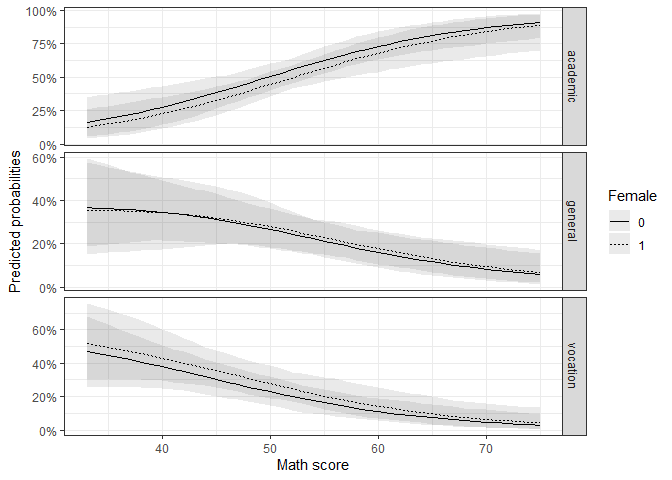 100%
75%
50%
25%
0%
academic
60%
40%
20%
0%
general
60%
40%
20%
0%
vocation
Predicted probabilities
40 50 60 70
Math score
Female
0
1